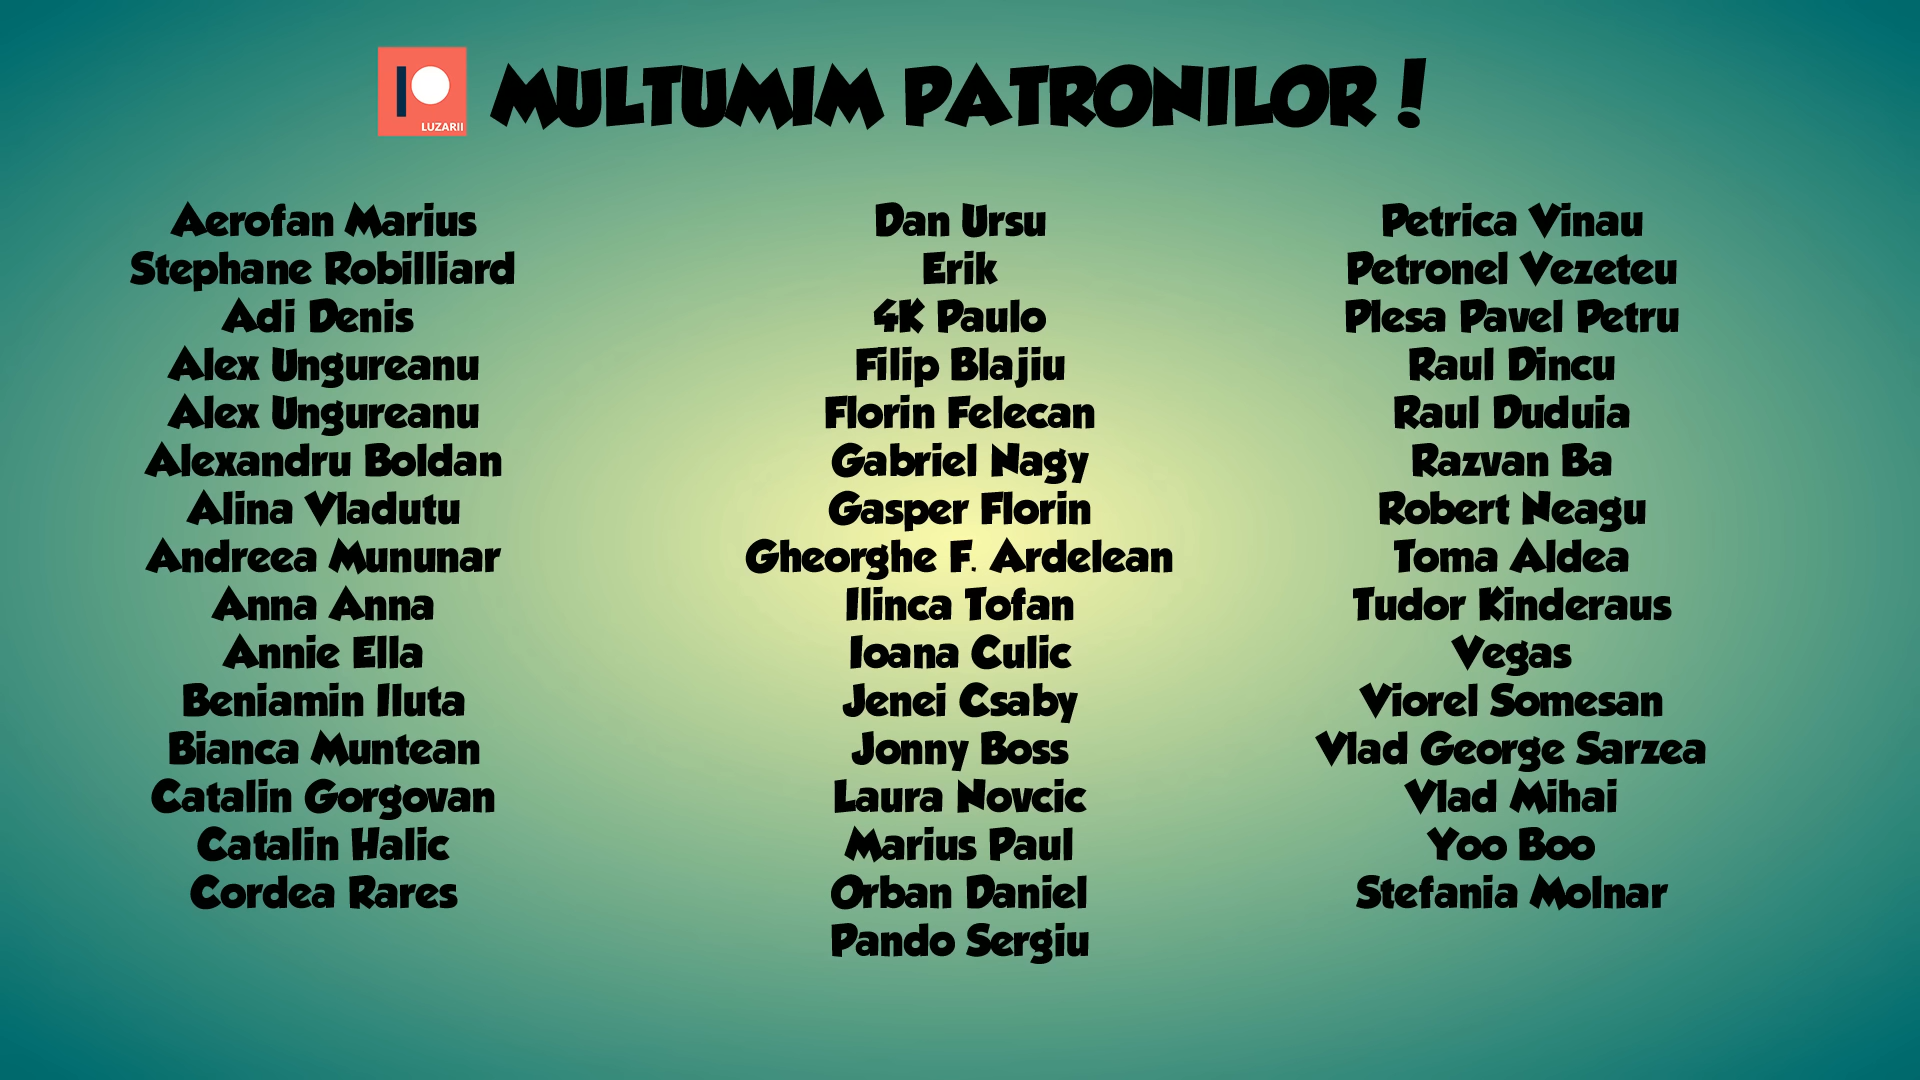 LUZARII
MULTUMIM PATRONILOR!
Aerofan Marius
Stephane Robilliard
Adi Denis
Alex Ungureanu
Alex Ungureanu
Alexandru Boldan
Alina Vladutu
Andreea Mununar
Anna Anna
Annie Ella
Beniamin Iluta
Bianca Muntean
Catalin Gorgovan
Catalin Halic
Cordea Rares
Dan Ursu
Erik
4K Paulo
Filip Blajiu
Florin Felecan
Gabriel Nagy
Gasper Florin
Gheorghe F. Ardelean
Ilinca Tofan
Ioana Culic
Jenei Csaby
Jonny Boss
Laura Novcic
Marius Paul
Orban Daniel
Pando Sergiu
Petrica Vinau
Petronel Vezeteu
Plesa Pavel Petru
Raul Dincu
Raul Duduia
Razvan Ba
Robert Neagu
Toma Aldea
Tudor Kinderaus
Vegas
Viorel Somesan
Vlad George Sarzea
Vlad Mihai
Yoo Boo
Stefania Molnar